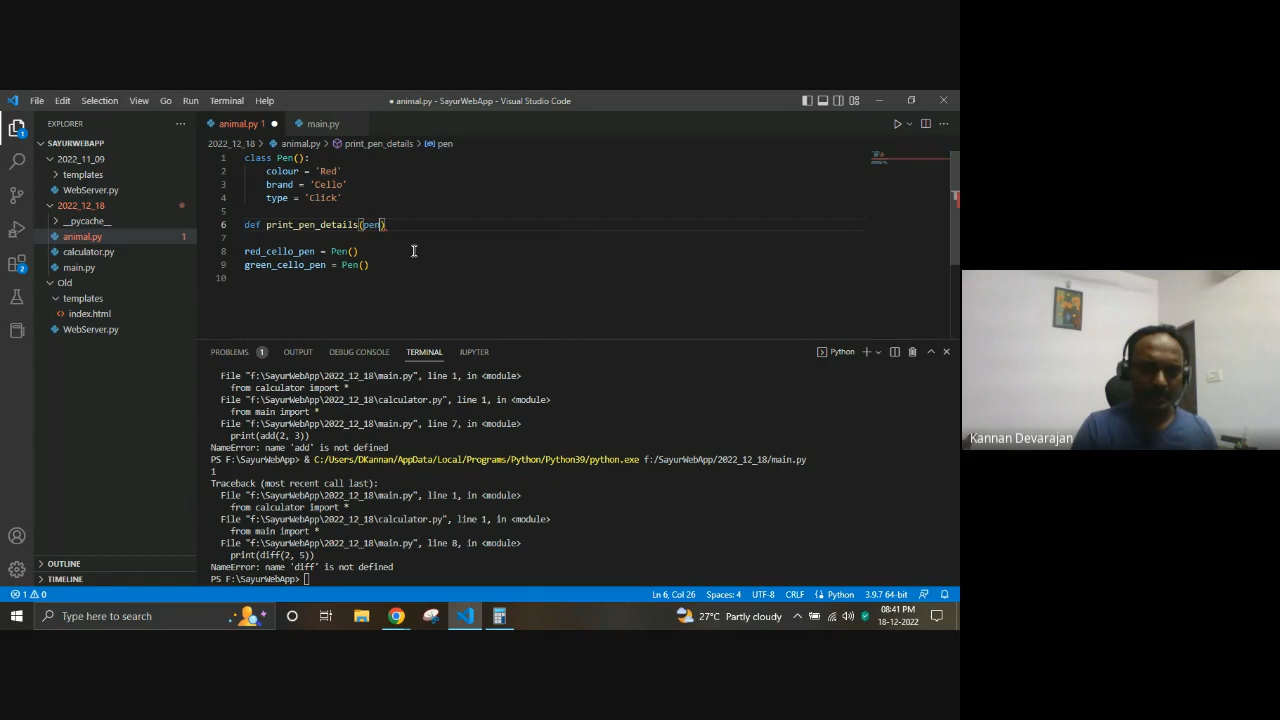 File Edit Selection View Go Run Terminal Help
● animal.py - SayurWebApp - Visual Studio Code
EXPLORER
animal.py 1 ●
main.py
SAYURWEBAPP
2022_11_09
templates
WebServer.py
2022_12_18
__pycache__
animal.py 1
calculator.py
main.py
Old
templates
index.html
WebServer.py
OUTLINE
TIMELINE
2022_12_18 > animal.py > print_pen_details > pen
1 class Pen():
2 colour = 'Red'
3 brand = 'Cello'
4 type = 'Click'
5
6 def print_pen_details(pen)
7
8 red_cello_pen = Pen()
9 green_cello_pen = Pen()
10
PROBLEMS 1 OUTPUT DEBUG CONSOLE TERMINAL JUPYTER
Python
File "f:\SayurWebApp\2022_12_18\main.py", line 1, in <module>
from calculator import *
File "f:\SayurWebApp\2022_12_18\calculator.py", line 1, in <module>
from main import *
File "f:\SayurWebApp\2022_12_18\main.py", line 7, in <module>
print(add(2, 3))
NameError: name 'add' is not defined
PS F:\SayurWebApp> & C:/Users/DKannan/AppData/Local/Programs/Python/Python39/python.exe f:/SayurWebApp/2022_12_18/main.py
1
Traceback (most recent call last):
File "f:\SayurWebApp\2022_12_18\main.py", line 1, in <module>
from calculator import *
File "f:\SayurWebApp\2022_12_18\calculator.py", line 1, in <module>
from main import *
File "f:\SayurWebApp\2022_12_18\main.py", line 8, in <module>
print(diff(2, 5))
NameError: name 'diff' is not defined
PS F:\SayurWebApp>
1 0
Ln 6, Col 26 Spaces: 4 UTF-8 CRLF Python 3.9.7 64-bit
Type here to search
27°C Partly cloudy
08:41 PM
18-12-2022
1
2
Kannan Devarajan